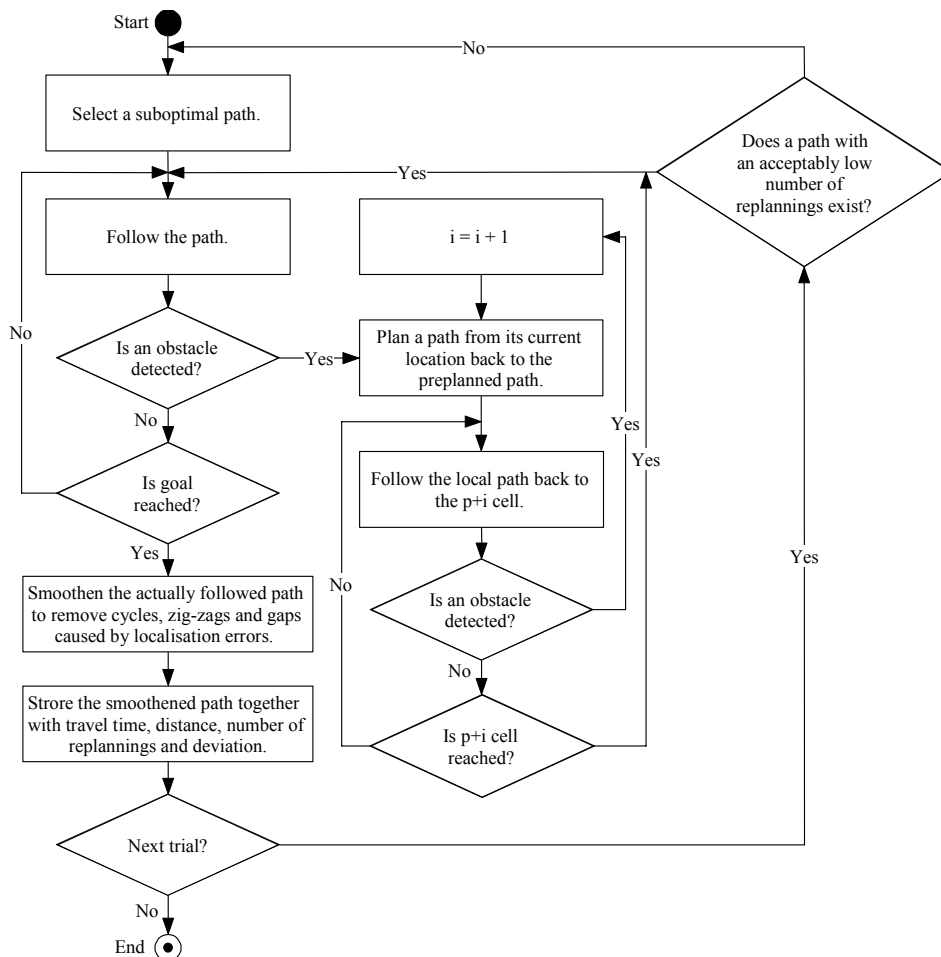 Start
No
Select a suboptimal path.
Does a path with
an acceptably low
number of
replannings exist?
Yes
Follow the path.
i = i + 1
No
Is an obstacle
detected?
Yes
Plan a path from its current
location back to the
preplanned path.
No
Yes
Yes
Is goal
reached?
Follow the local path back to
the p+i cell.
Yes
Yes
No
Smoothen the actually followed path
to remove cycles, zig-zags and gaps
caused by localisation errors.
Is an obstacle
detected?
No
Strore the smoothened path together
with travel time, distance, number of
replannings and deviation.
Is p+i cell
reached?
Next trial?
No
End